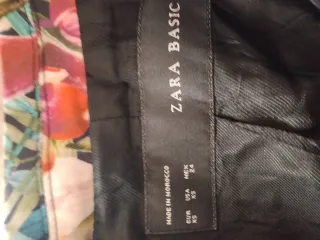 ZARA BASIC
EUR XS
USA XS
MEX 24
MADE IN MOROCCO